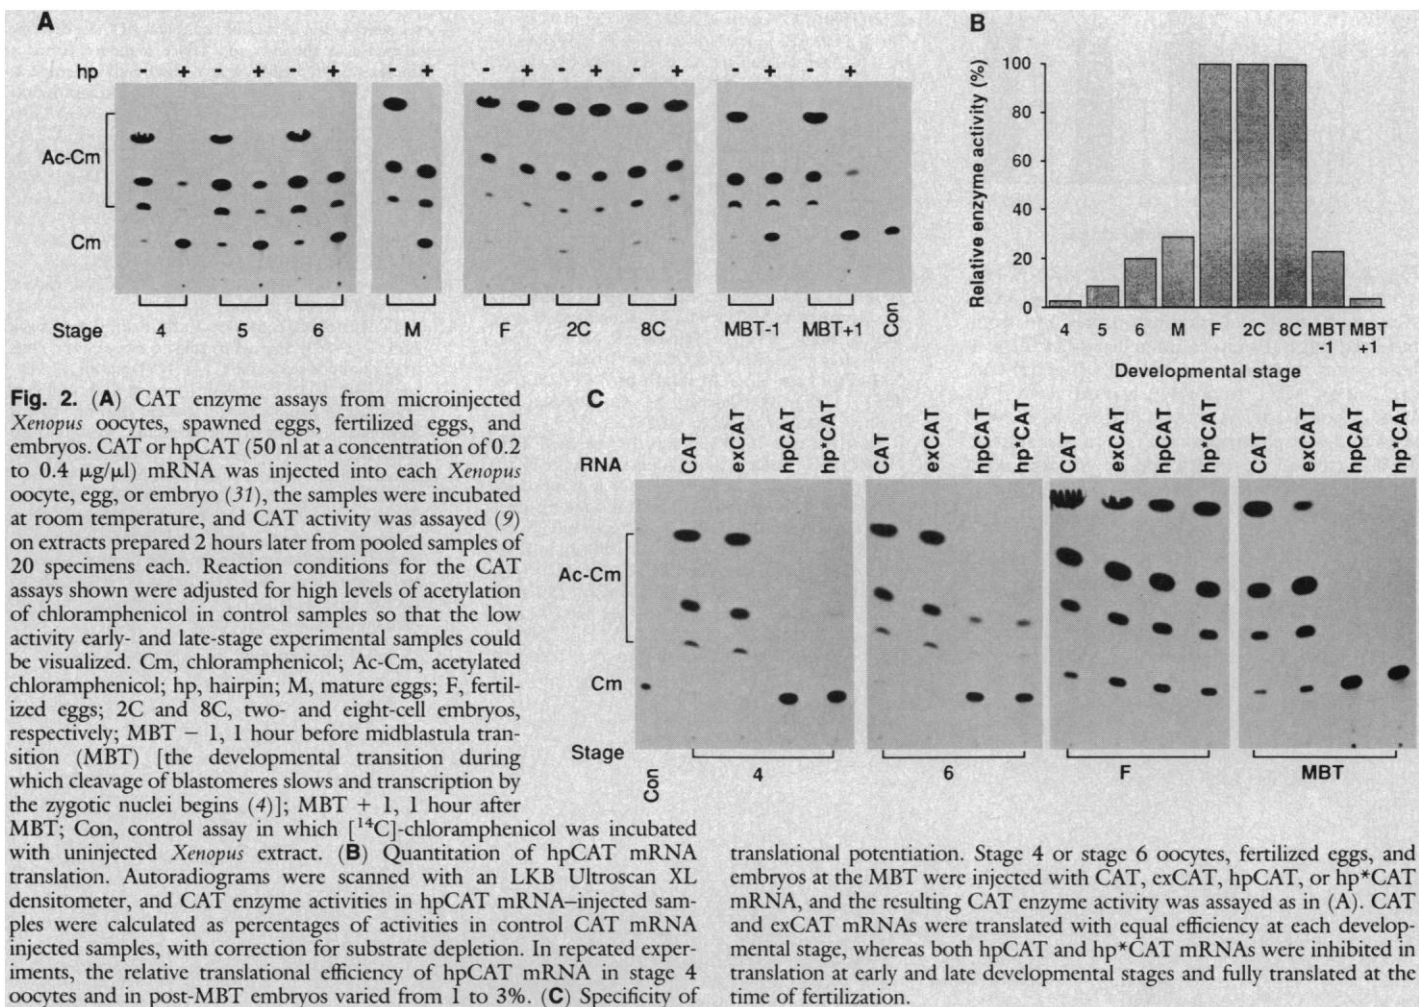 A
hp - + - + - + - + - + - + - + - + - +
Ac-Cm
Cm
Stage 4 5 6 M F 2C 8C MBT-1 MBT+1 Con
B
Relative enzyme activity (%)
100
80
60
40
20
0
4 5 6 M F 2C 8C MBT MBT
-1 +1
Developmental stage
Fig. 2. (A) CAT enzyme assays from microinjected
Xenopus oocytes, spawned eggs, fertilized eggs, and
embryos. CAT or hpCAT (50 nl at a concentration of 0.2
to 0.4 μg/μl) mRNA was injected into each Xenopus
oocyte, egg, or embryo (31), the samples were incubated
at room temperature, and CAT activity was assayed (9)
on extracts prepared 2 hours later from pooled samples of
20 specimens each. Reaction conditions for the CAT
assays shown were adjusted for high levels of acetylation
of chloramphenicol in control samples so that the low
activity early- and late-stage experimental samples could
be visualized. Cm, chloramphenicol; Ac-Cm, acetylated
chloramphenicol; hp, hairpin; M, mature eggs; F, fertil-
ized eggs; 2C and 8C, two- and eight-cell embryos,
respectively; MBT − 1, 1 hour before midblastula tran-
sition (MBT) [the developmental transition during
which cleavage of blastomeres slows and transcription by
the zygotic nuclei begins (4)]; MBT + 1, 1 hour after
MBT; Con, control assay in which [14C]-chloramphenicol was incubated
with uninjected Xenopus extract. (B) Quantitation of hpCAT mRNA
translation. Autoradiograms were scanned with an LKB Ultroscan XL
densitometer, and CAT enzyme activities in hpCAT mRNA–injected sam-
ples were calculated as percentages of activities in control CAT mRNA
injected samples, with correction for substrate depletion. In repeated exper-
iments, the relative translational efficiency of hpCAT mRNA in stage 4
oocytes and in post-MBT embryos varied from 1 to 3%. (C) Specificity of
C
RNA CAT exCAT hpCAT hp*CAT CAT exCAT hpCAT hp*CAT CAT exCAT hpCAT hp*CAT CAT exCAT hpCAT hp*CAT
Ac-Cm
Cm
Stage
Con 4 6 F MBT
translational potentiation. Stage 4 or stage 6 oocytes, fertilized eggs, and
embryos at the MBT were injected with CAT, exCAT, hpCAT, or hp*CAT
mRNA, and the resulting CAT enzyme activity was assayed as in (A). CAT
and exCAT mRNAs were translated with equal efficiency at each develop-
mental stage, whereas both hpCAT and hp*CAT mRNAs were inhibited in
translation at early and late developmental stages and fully translated at the
time of fertilization.